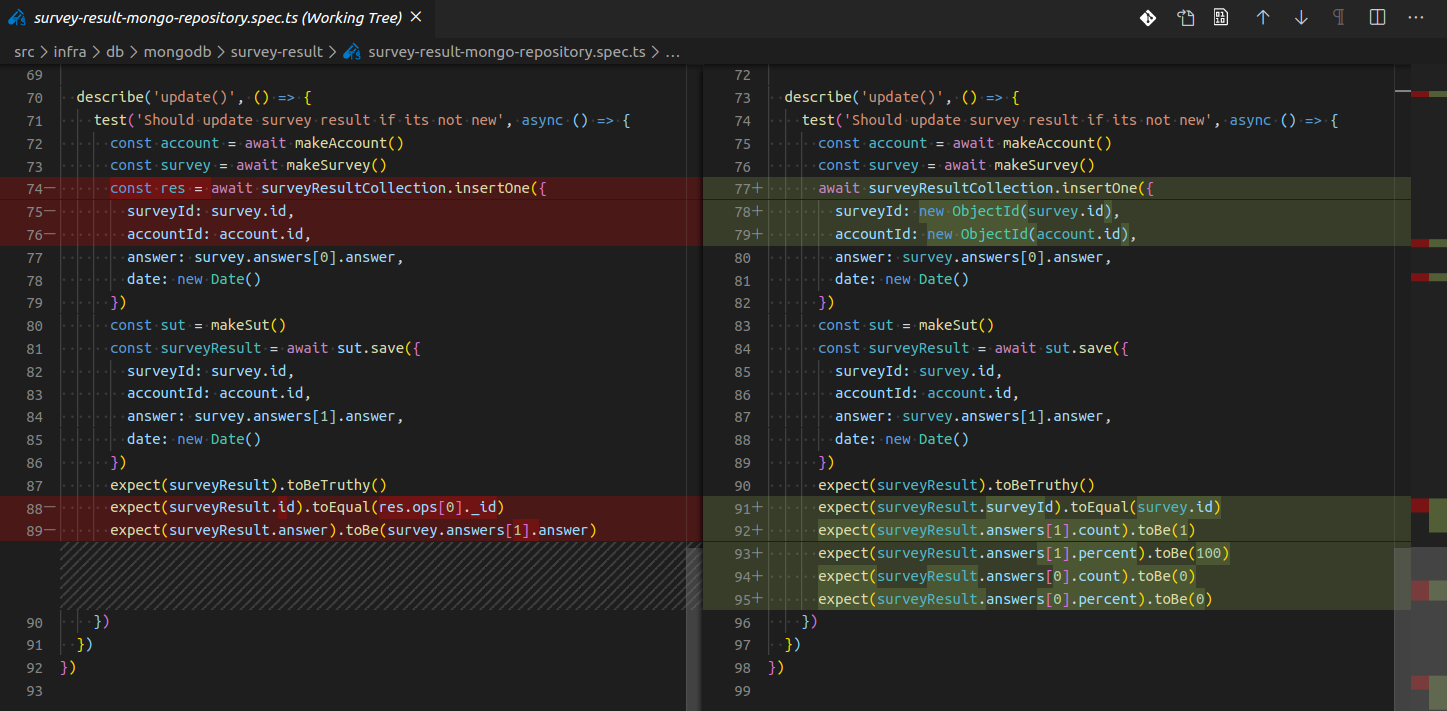 survey-result-mongo-repository.spec.ts (Working Tree)
src > infra > db > mongodb > survey-result > survey-result-mongo-repository.spec.ts > ...
69
70 describe('update()', () => {
71 test('Should update survey result if its not new', async () => {
72 const account = await makeAccount()
73 const survey = await makeSurvey()
74— const res = await surveyResultCollection.insertOne({
75— surveyId: survey.id,
76— accountId: account.id,
77 answer: survey.answers[0].answer,
78 date: new Date()
79 })
80 const sut = makeSut()
81 const surveyResult = await sut.save({
82 surveyId: survey.id,
83 accountId: account.id,
84 answer: survey.answers[1].answer,
85 date: new Date()
86 })
87 expect(surveyResult).toBeTruthy()
88— expect(surveyResult.id).toEqual(res.ops[0]._id)
89— expect(surveyResult.answer).toBe(survey.answers[1].answer)
90 })
91 })
92 })
93
72
73 describe('update()', () => {
74 test('Should update survey result if its not new', async () => {
75 const account = await makeAccount()
76 const survey = await makeSurvey()
77+ await surveyResultCollection.insertOne({
78+ surveyId: new ObjectId(survey.id),
79+ accountId: new ObjectId(account.id),
80 answer: survey.answers[0].answer,
81 date: new Date()
82 })
83 const sut = makeSut()
84 const surveyResult = await sut.save({
85 surveyId: survey.id,
86 accountId: account.id,
87 answer: survey.answers[1].answer,
88 date: new Date()
89 })
90 expect(surveyResult).toBeTruthy()
91+ expect(surveyResult.surveyId).toEqual(survey.id)
92+ expect(surveyResult.answers[1].count).toBe(1)
93+ expect(surveyResult.answers[1].percent).toBe(100)
94+ expect(surveyResult.answers[0].count).toBe(0)
95+ expect(surveyResult.answers[0].percent).toBe(0)
96 })
97 })
98 })
99